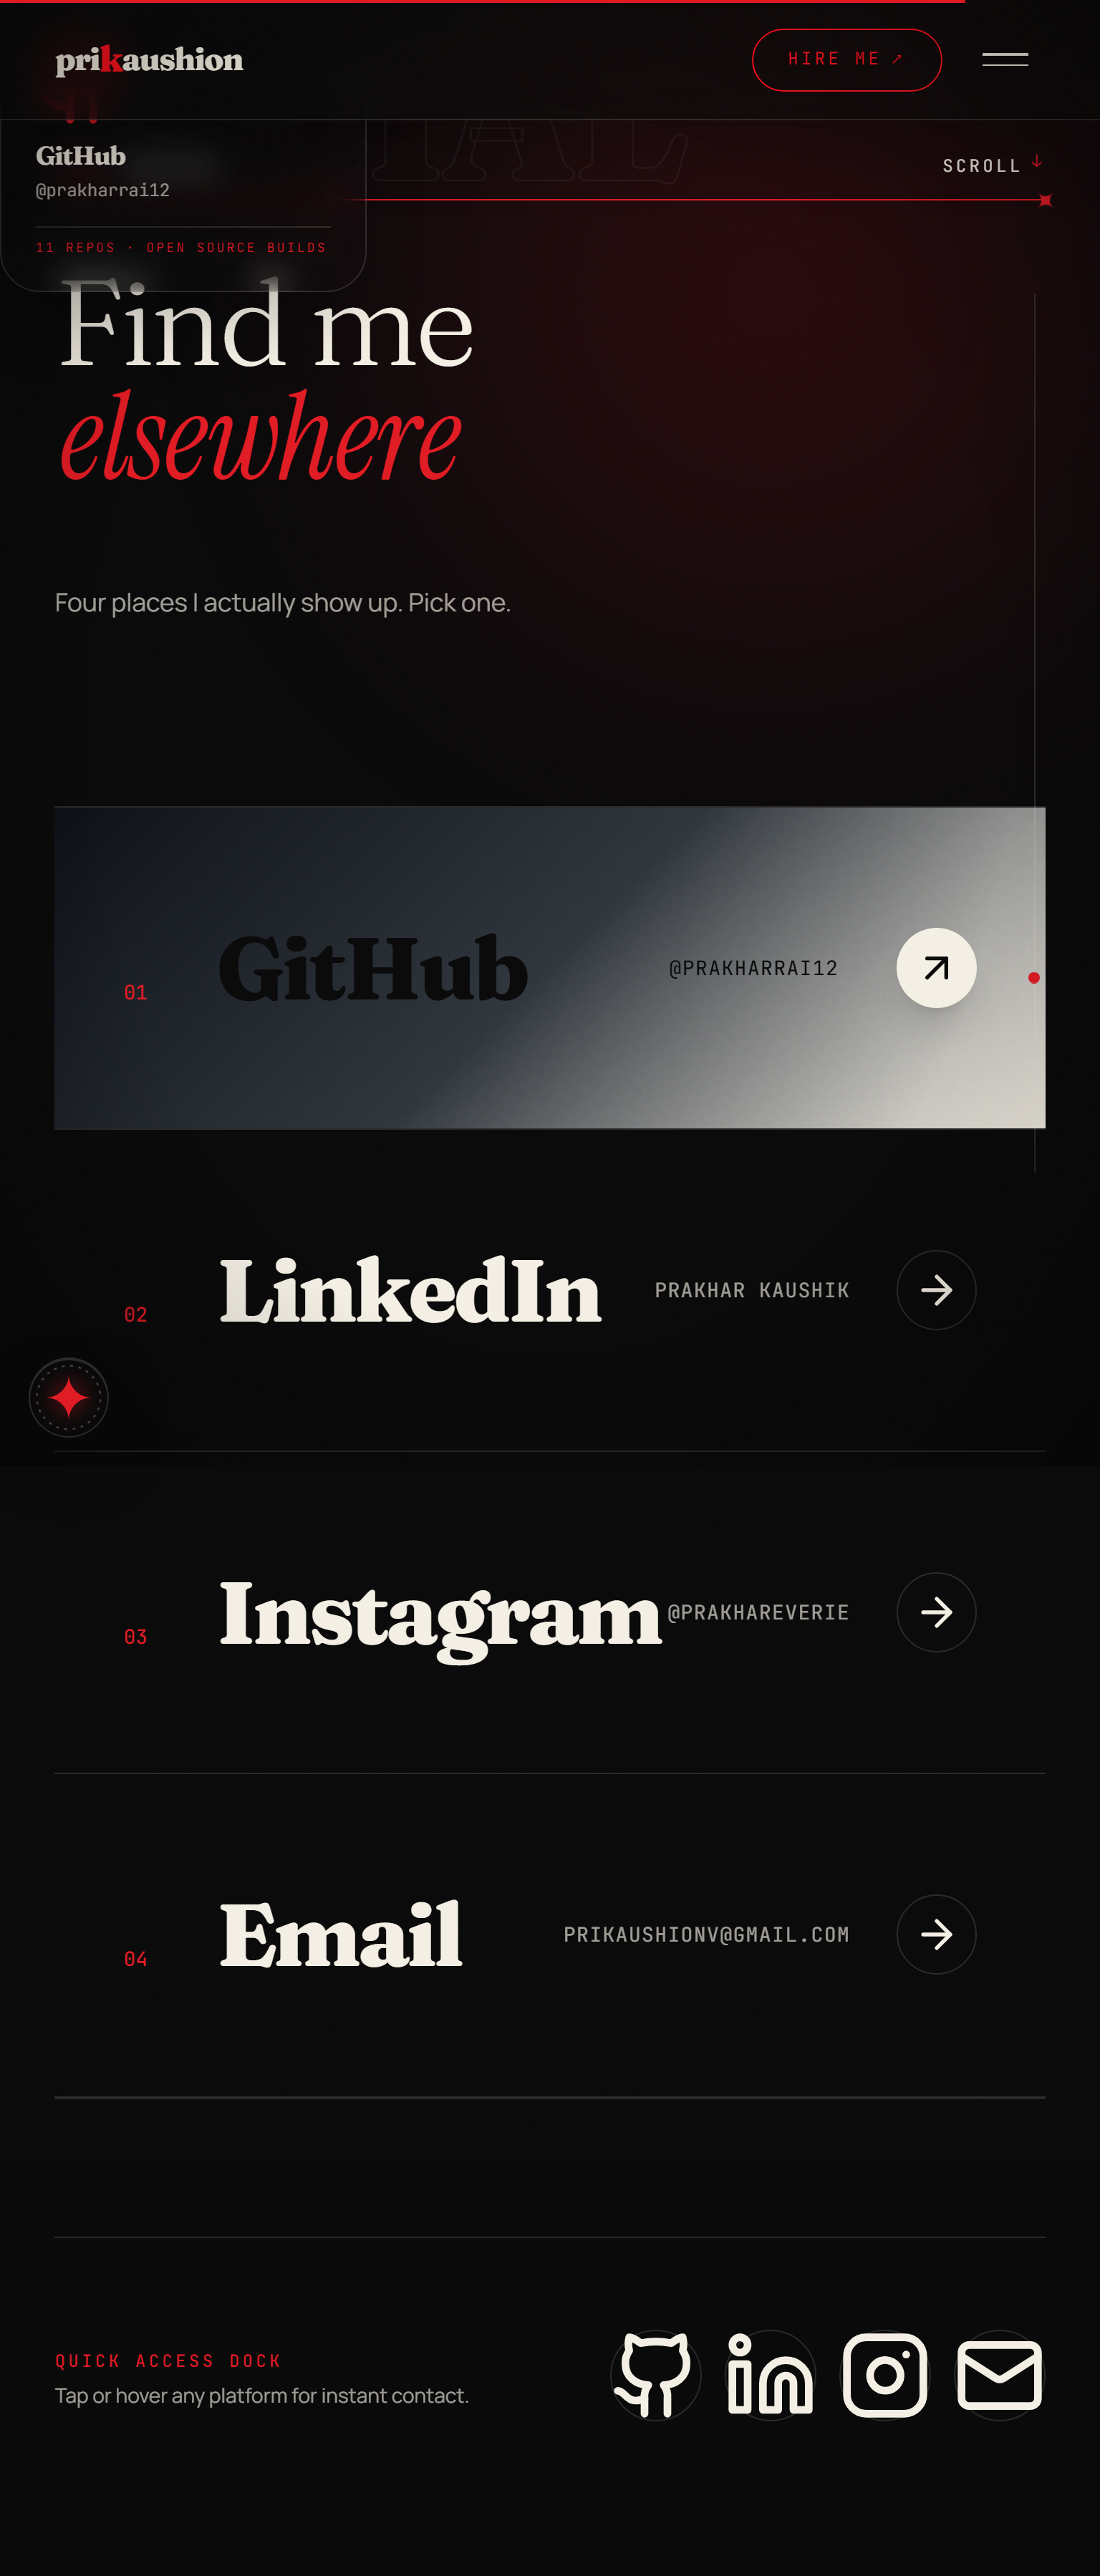 prikaushion
HIRE ME ↗
GitHub
@prakharrai12
SCROLL ↓
11 REPOS · OPEN SOURCE BUILDS
Find me
elsewhere
Four places I actually show up. Pick one.
01 GitHub @PRAKHARRAI12
02 LinkedIn PRAKHAR KAUSHIK
03 Instagram @PRAKHAREVERIE
04 Email PRIKAUSHIONV@GMAIL.COM
QUICK ACCESS DOCK
Tap or hover any platform for instant contact.